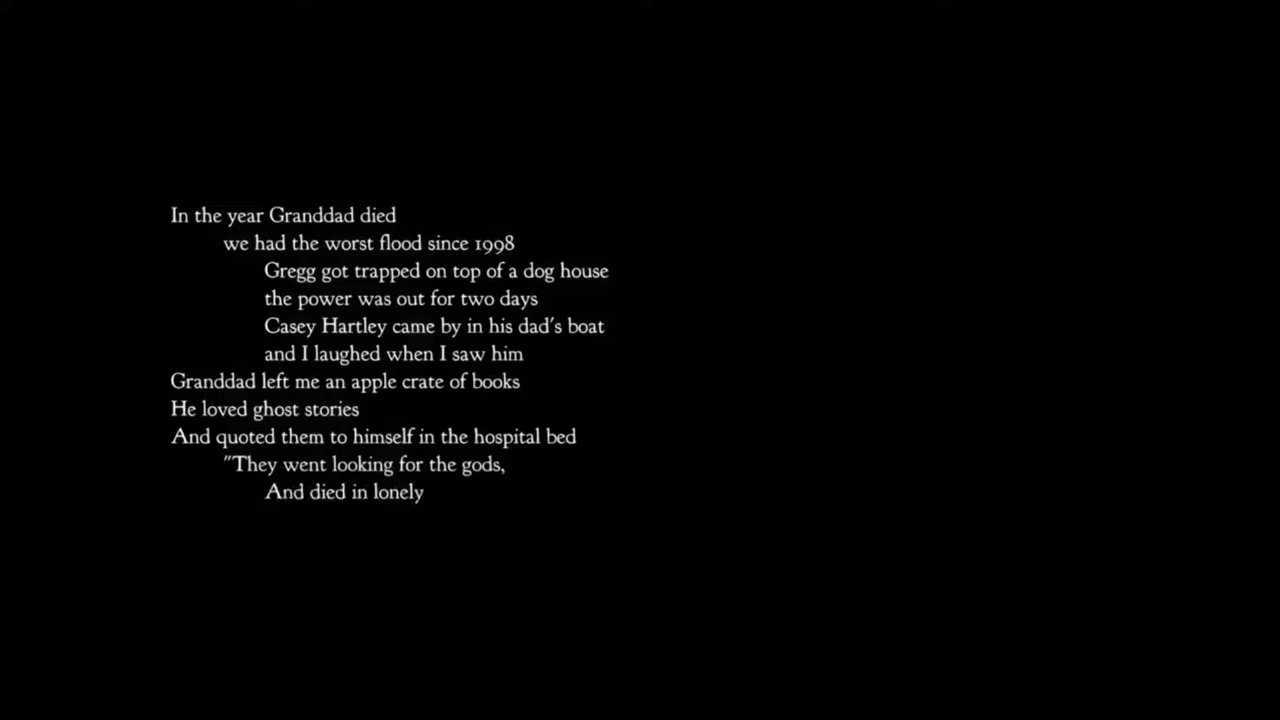 In the year Granddad died
we had the worst flood since 1998
Gregg got trapped on top of a dog house
the power was out for two days
Casey Hartley came by in his dad's boat
and I laughed when I saw him
Granddad left me an apple crate of books
He loved ghost stories
And quoted them to himself in the hospital bed
"They went looking for the gods,
And died in lonely